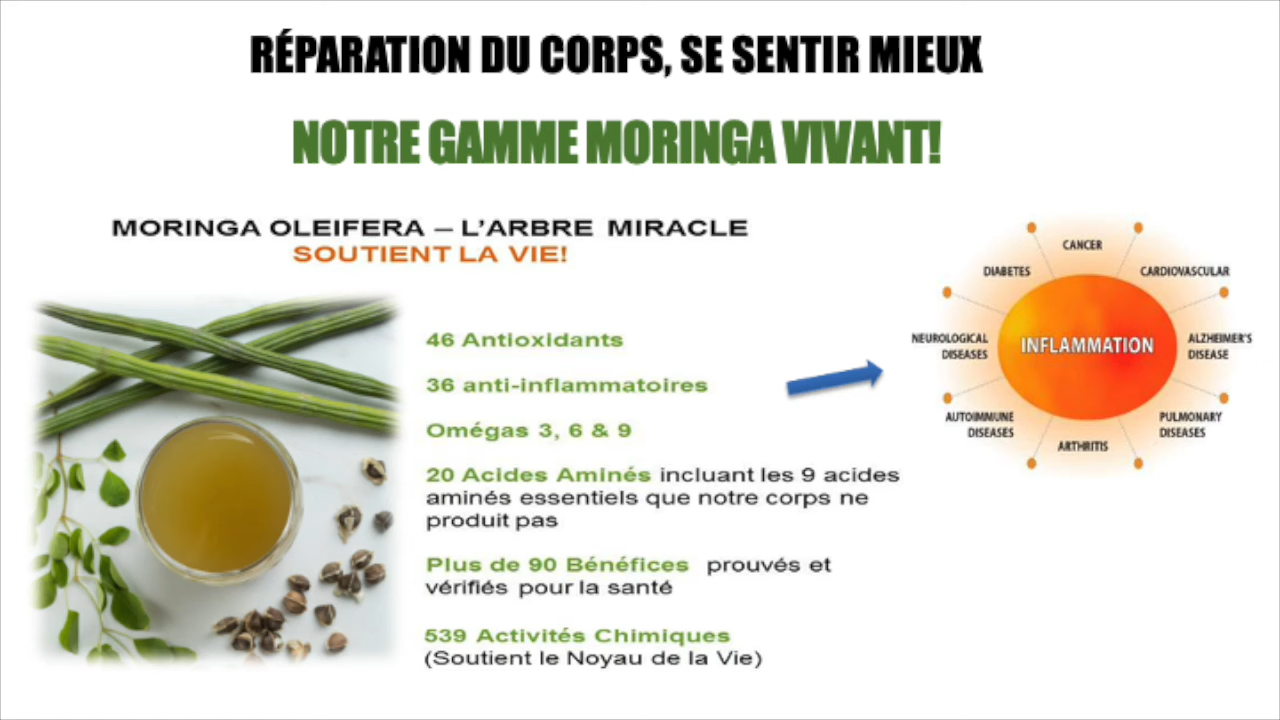 RÉPARATION DU CORPS, SE SENTIR MIEUX
NOTRE GAMME MORINGA VIVANT!
MORINGA OLEIFERA – L’ARBRE MIRACLE
SOUTIENT LA VIE!
46 Antioxidants
36 anti-inflammatoires
Omégas 3, 6 & 9
20 Acides Aminés incluant les 9 acides
aminés essentiels que notre corps ne
produit pas
Plus de 90 Bénéfices prouvés et
vérifiés pour la santé
539 Activités Chimiques
(Soutient le Noyau de la Vie)
CANCER
DIABETES
CARDIOVASCULAR
NEUROLOGICAL
DISEASES
INFLAMMATION
ALZHEIMER'S
DISEASE
AUTOIMMUNE
DISEASES
PULMONARY
DISEASES
ARTHRITIS